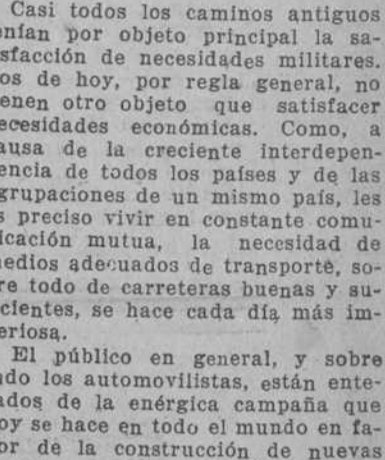 Casi todos los caminos antiguos
enían por objeto principal la sa-
sfacción de necesidades militares.
os de hoy, por regla general, no
enen otro objeto que satisfacer
ecesidades económicas. Como, a
ausa de la creciente interdepen-
encia de todos los países y de las
grupaciones de un mismo país, les
s preciso vivir en constante comu-
icación mutua, la necesidad de
edios adecuados de transporte, so-
re todo de carreteras buenas y su-
cientes, se hace cada día más im-
eriosa.
El público en general, y sobre
odo los automovilistas, están ente-
ados de la enérgica campaña que
oy se hace en todo el mundo en fa-
or de la construcción de nuevas